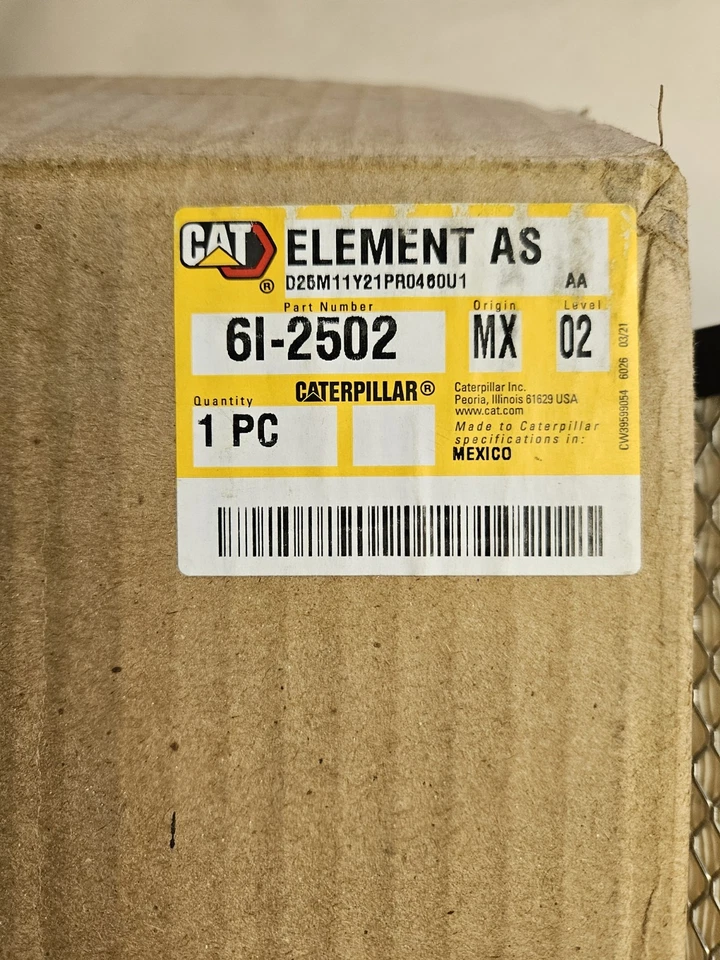 CAT
®
ELEMENT AS
D25M11Y21PR0460U1 AA
Part Number
6I-2502
Origin
MX
Level
02
Quantity
1 PC
CATERPILLAR®
Caterpillar Inc.
Peoria, Illinois 61629 USA
www.cat.com
Made to Caterpillar
specifications in:
MEXICO
CW39599054 6026 03/21